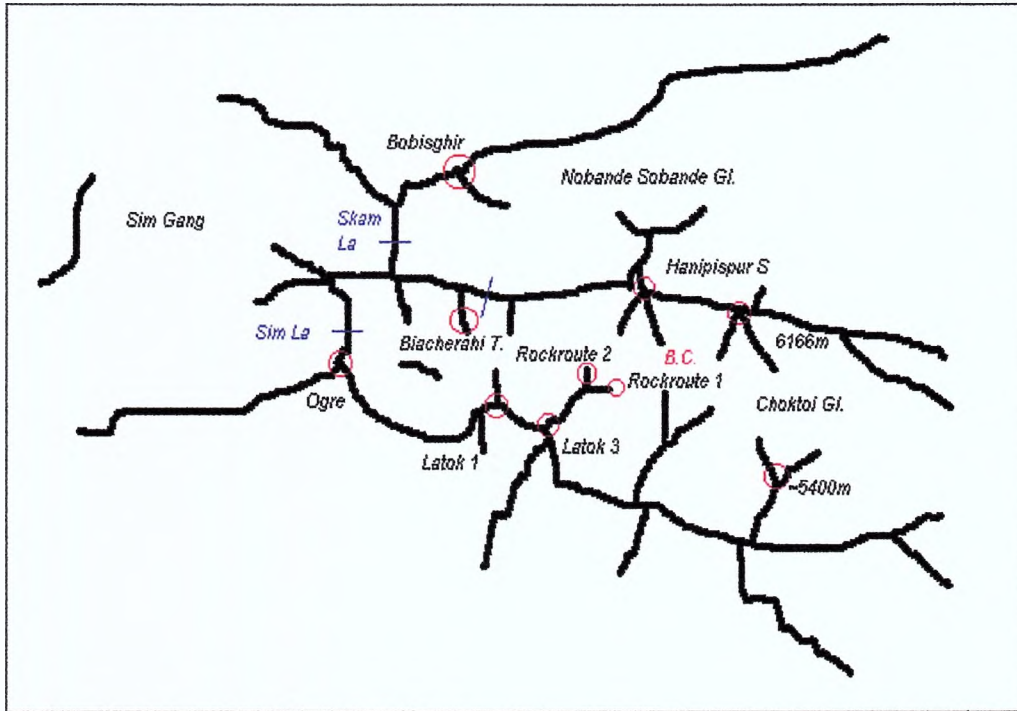 Bobisghir
Nobande Sobande Gl.
Sim Gang
Skam
La
Hanipispur S
Sim La
Biacherahi T.
6166m
Rockroute 2
B.C.
Rockroute 1
Ogre
Choktoi Gl.
Latok 1
Latok 3
~5400m